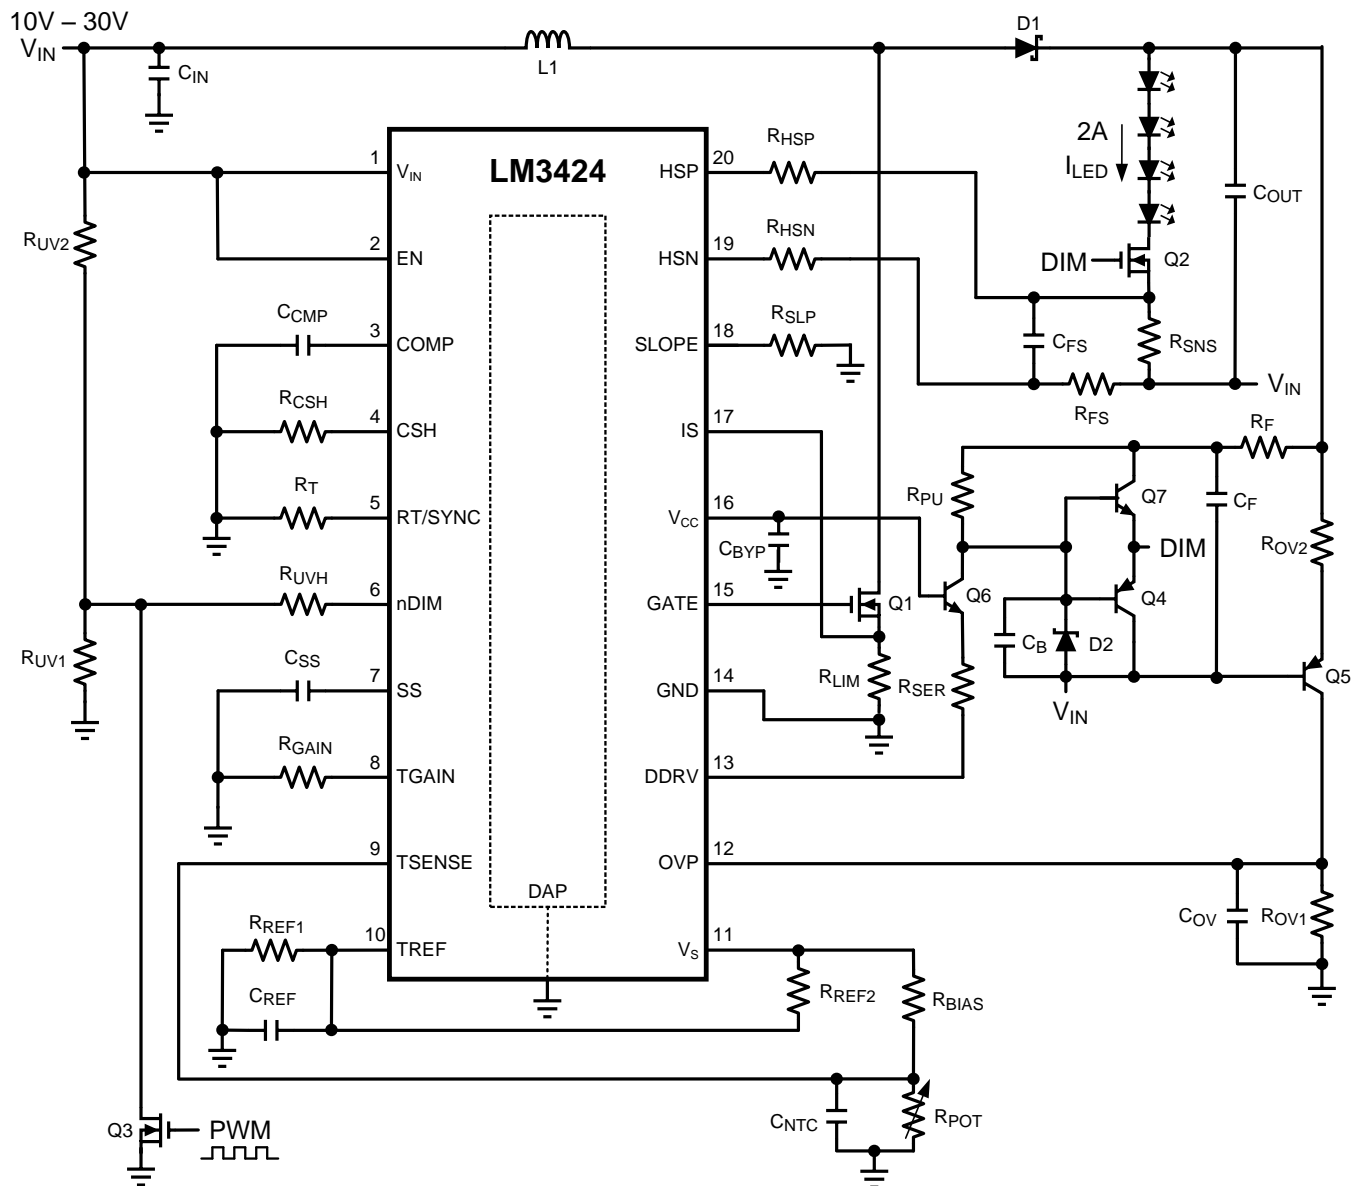 10V – 30V
VIN
CIN
L1
D1
2A
ILED
COUT
LM3424
1
VIN
20
HSP
RHSP
RUV2
2
EN
19
HSN
RHSN
DIM
Q2
CCMP
3
COMP
18
SLOPE
RSLP
CFS
RSNS
RFS
VIN
RCSH
4
CSH
17
IS
RF
RT
5
RT/SYNC
16
VCC
CBYP
RPU
Q7
CF
DIM
ROV2
RUVH
6
nDIM
15
GATE
Q1
Q6
Q4
CB
D2
RUV1
CSS
7
SS
14
GND
RLIM
RSER
VIN
Q5
RGAIN
8
TGAIN
13
DDRV
9
TSENSE
12
OVP
DAP
COV
ROV1
RREF1
10
TREF
11
VS
CREF
RREF2
RBIAS
CNTC
RPOT
Q3
PWM